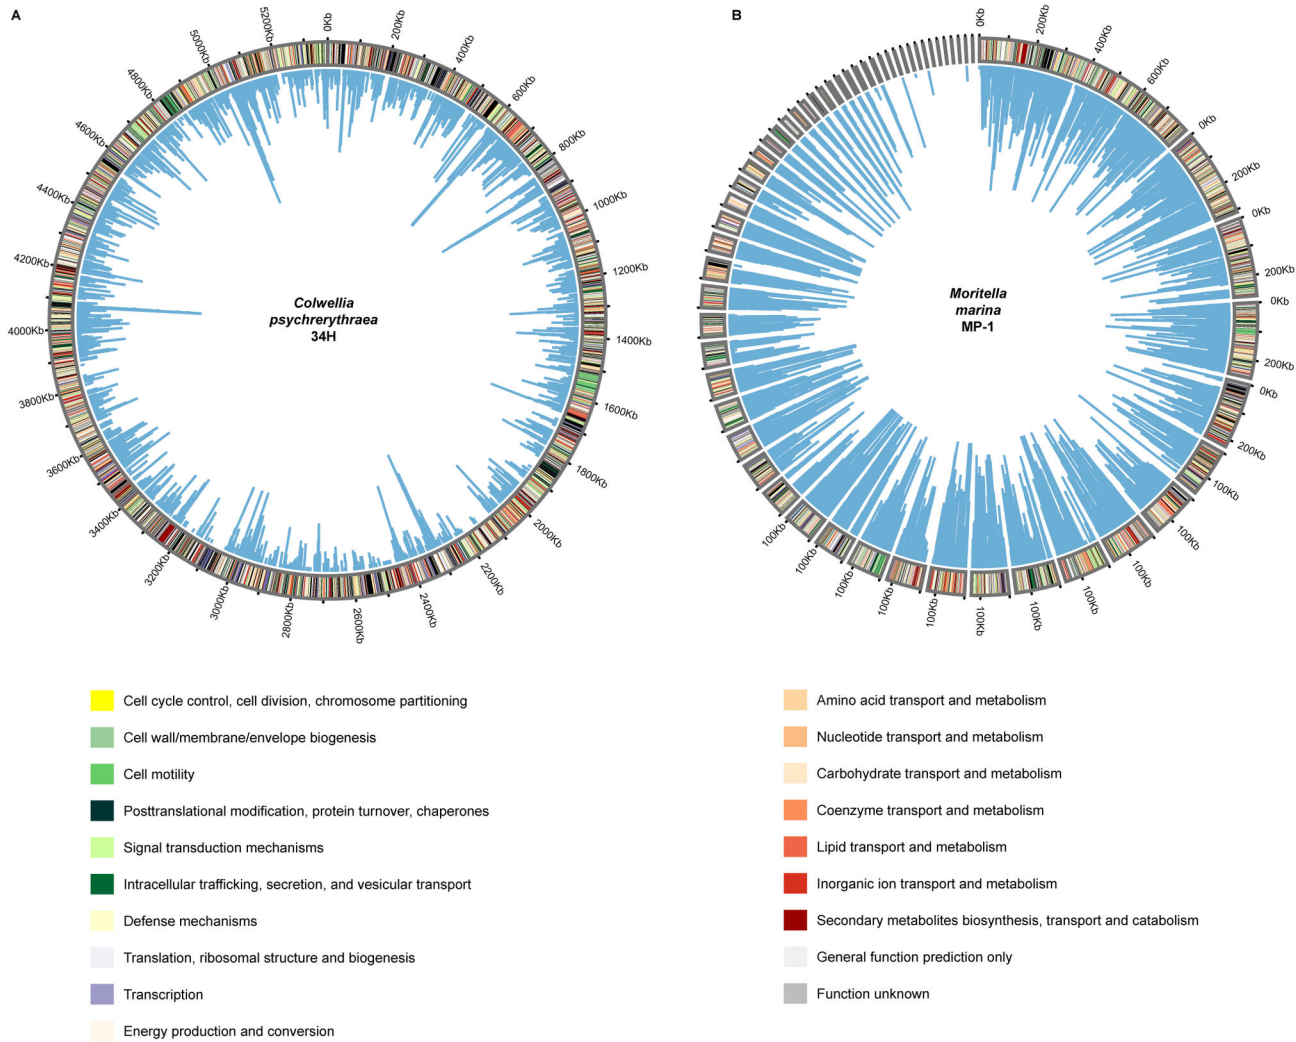 A
0Kb
200Kb
400Kb
600Kb
800Kb
1000Kb
1200Kb
1400Kb
1600Kb
1800Kb
2000Kb
2200Kb
2400Kb
2600Kb
2800Kb
3000Kb
3200Kb
3400Kb
3600Kb
3800Kb
4000Kb
4200Kb
4400Kb
4600Kb
4800Kb
5000Kb
5200Kb
Colwellia
psychrerythraea
34H
B
0Kb
200Kb
400Kb
600Kb
0Kb
200Kb
0Kb
200Kb
0Kb
200Kb
0Kb
200Kb
100Kb
100Kb
100Kb
100Kb
100Kb
100Kb
100Kb
100Kb
100Kb
100Kb
100Kb
Moritella
marina
MP-1
Cell cycle control, cell division, chromosome partitioning
Cell wall/membrane/envelope biogenesis
Cell motility
Posttranslational modification, protein turnover, chaperones
Signal transduction mechanisms
Intracellular trafficking, secretion, and vesicular transport
Defense mechanisms
Translation, ribosomal structure and biogenesis
Transcription
Energy production and conversion
Amino acid transport and metabolism
Nucleotide transport and metabolism
Carbohydrate transport and metabolism
Coenzyme transport and metabolism
Lipid transport and metabolism
Inorganic ion transport and metabolism
Secondary metabolites biosynthesis, transport and catabolism
General function prediction only
Function unknown